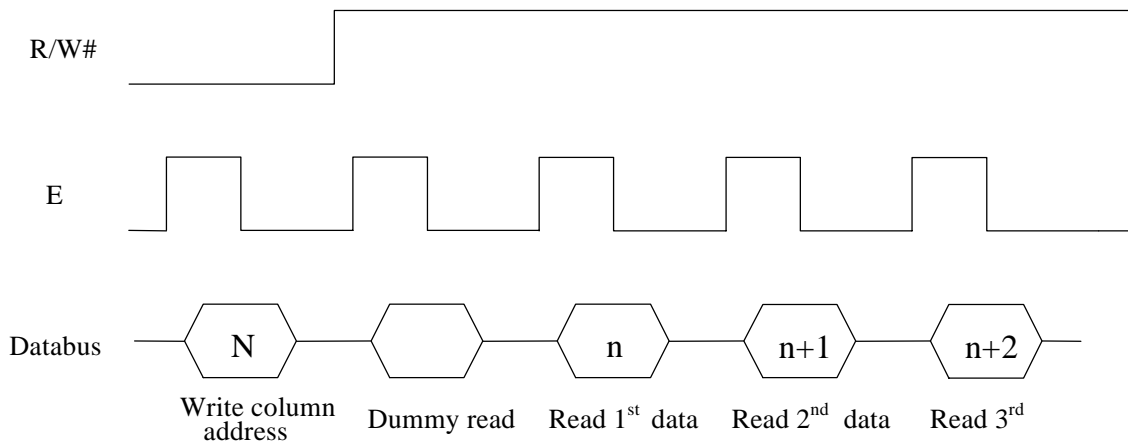 R/W#
E
Databus
N
n
n+1
n+2
Write column
address
Dummy read
Read 1st data
Read 2nd data
Read 3rd